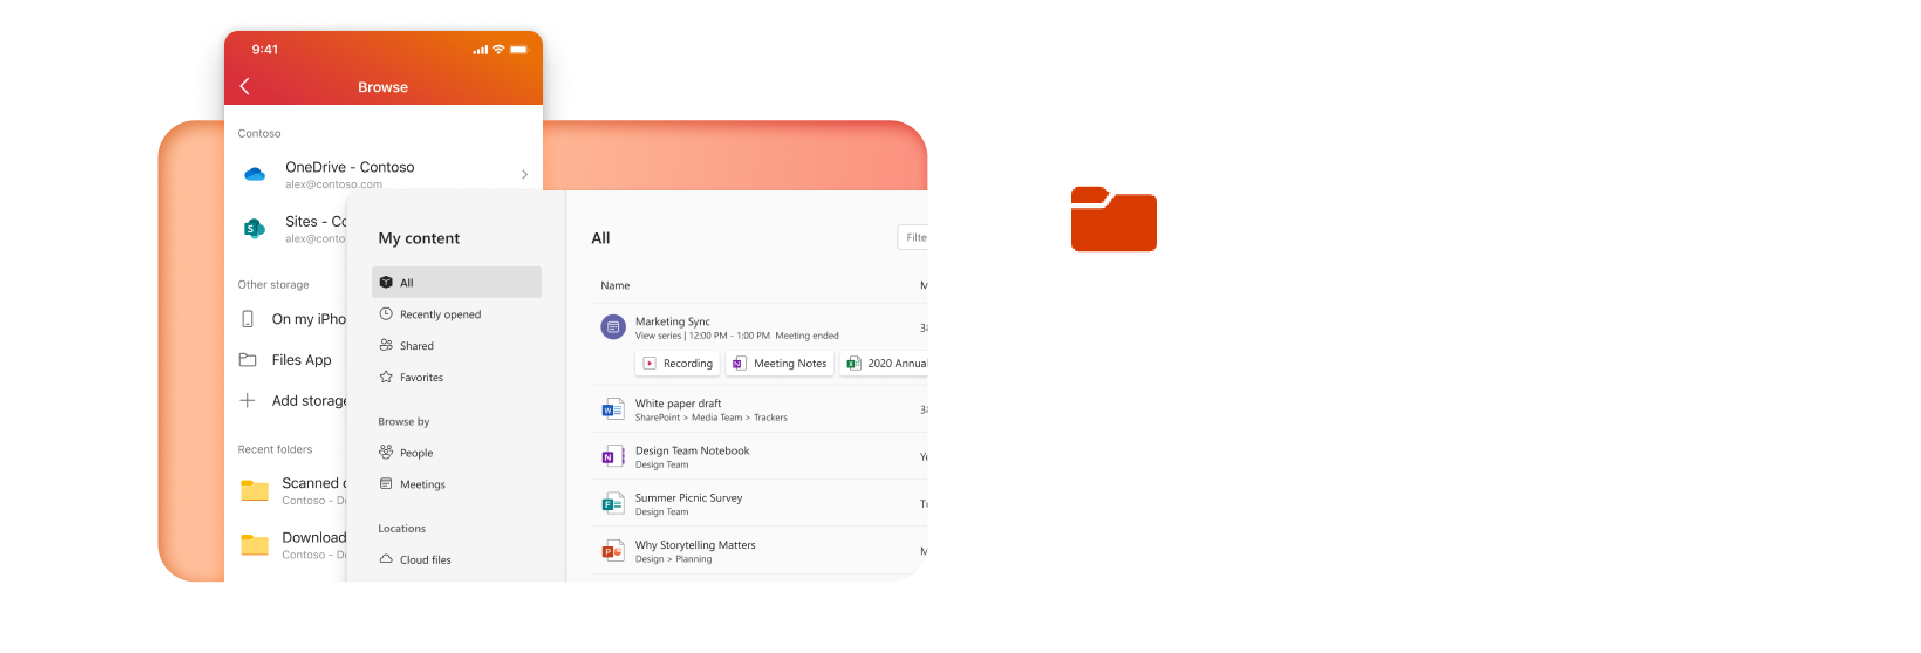 9:41
Browse
Contoso
OneDrive - Contoso
alex@contoso.com
Sites - Co
alex@conto
Other storage
On my iPho
Files App
Add storage
Recent folders
Scanned
Contoso - D
Download
Contoso - D
My content
All
Recently opened
Shared
Favorites
Browse by
People
Meetings
Locations
Cloud files
All
Filte
Name
Marketing Sync
View series | 12:00 PM - 1:00 PM Meeting ended
Recording Meeting Notes 2020 Annual
White paper draft
SharePoint > Media Team > Trackers
Design Team Notebook
Design Team
Summer Picnic Survey
Design Team
Why Storytelling Matters
Design > Planning